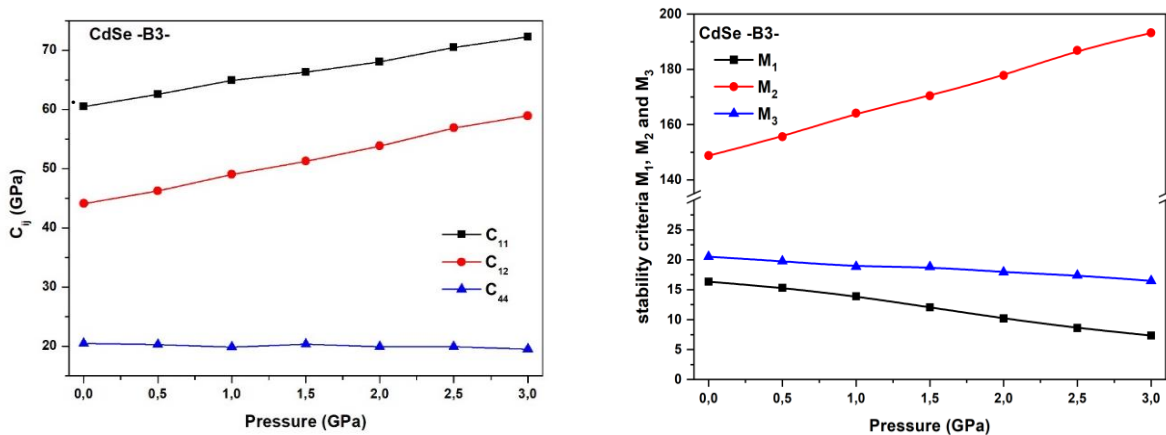 CdSe -B3-
C11
C12
C44
70
60
50
40
30
20
0,0 0,5 1,0 1,5 2,0 2,5 3,0
Pressure (GPa)
Cij (GPa)
CdSe -B3-
M1
M2
M3
200
180
160
140
25
20
15
10
5
0
0,0 0,5 1,0 1,5 2,0 2,5 3,0
Pressure (GPa)
stability criteria M1, M2 and M3